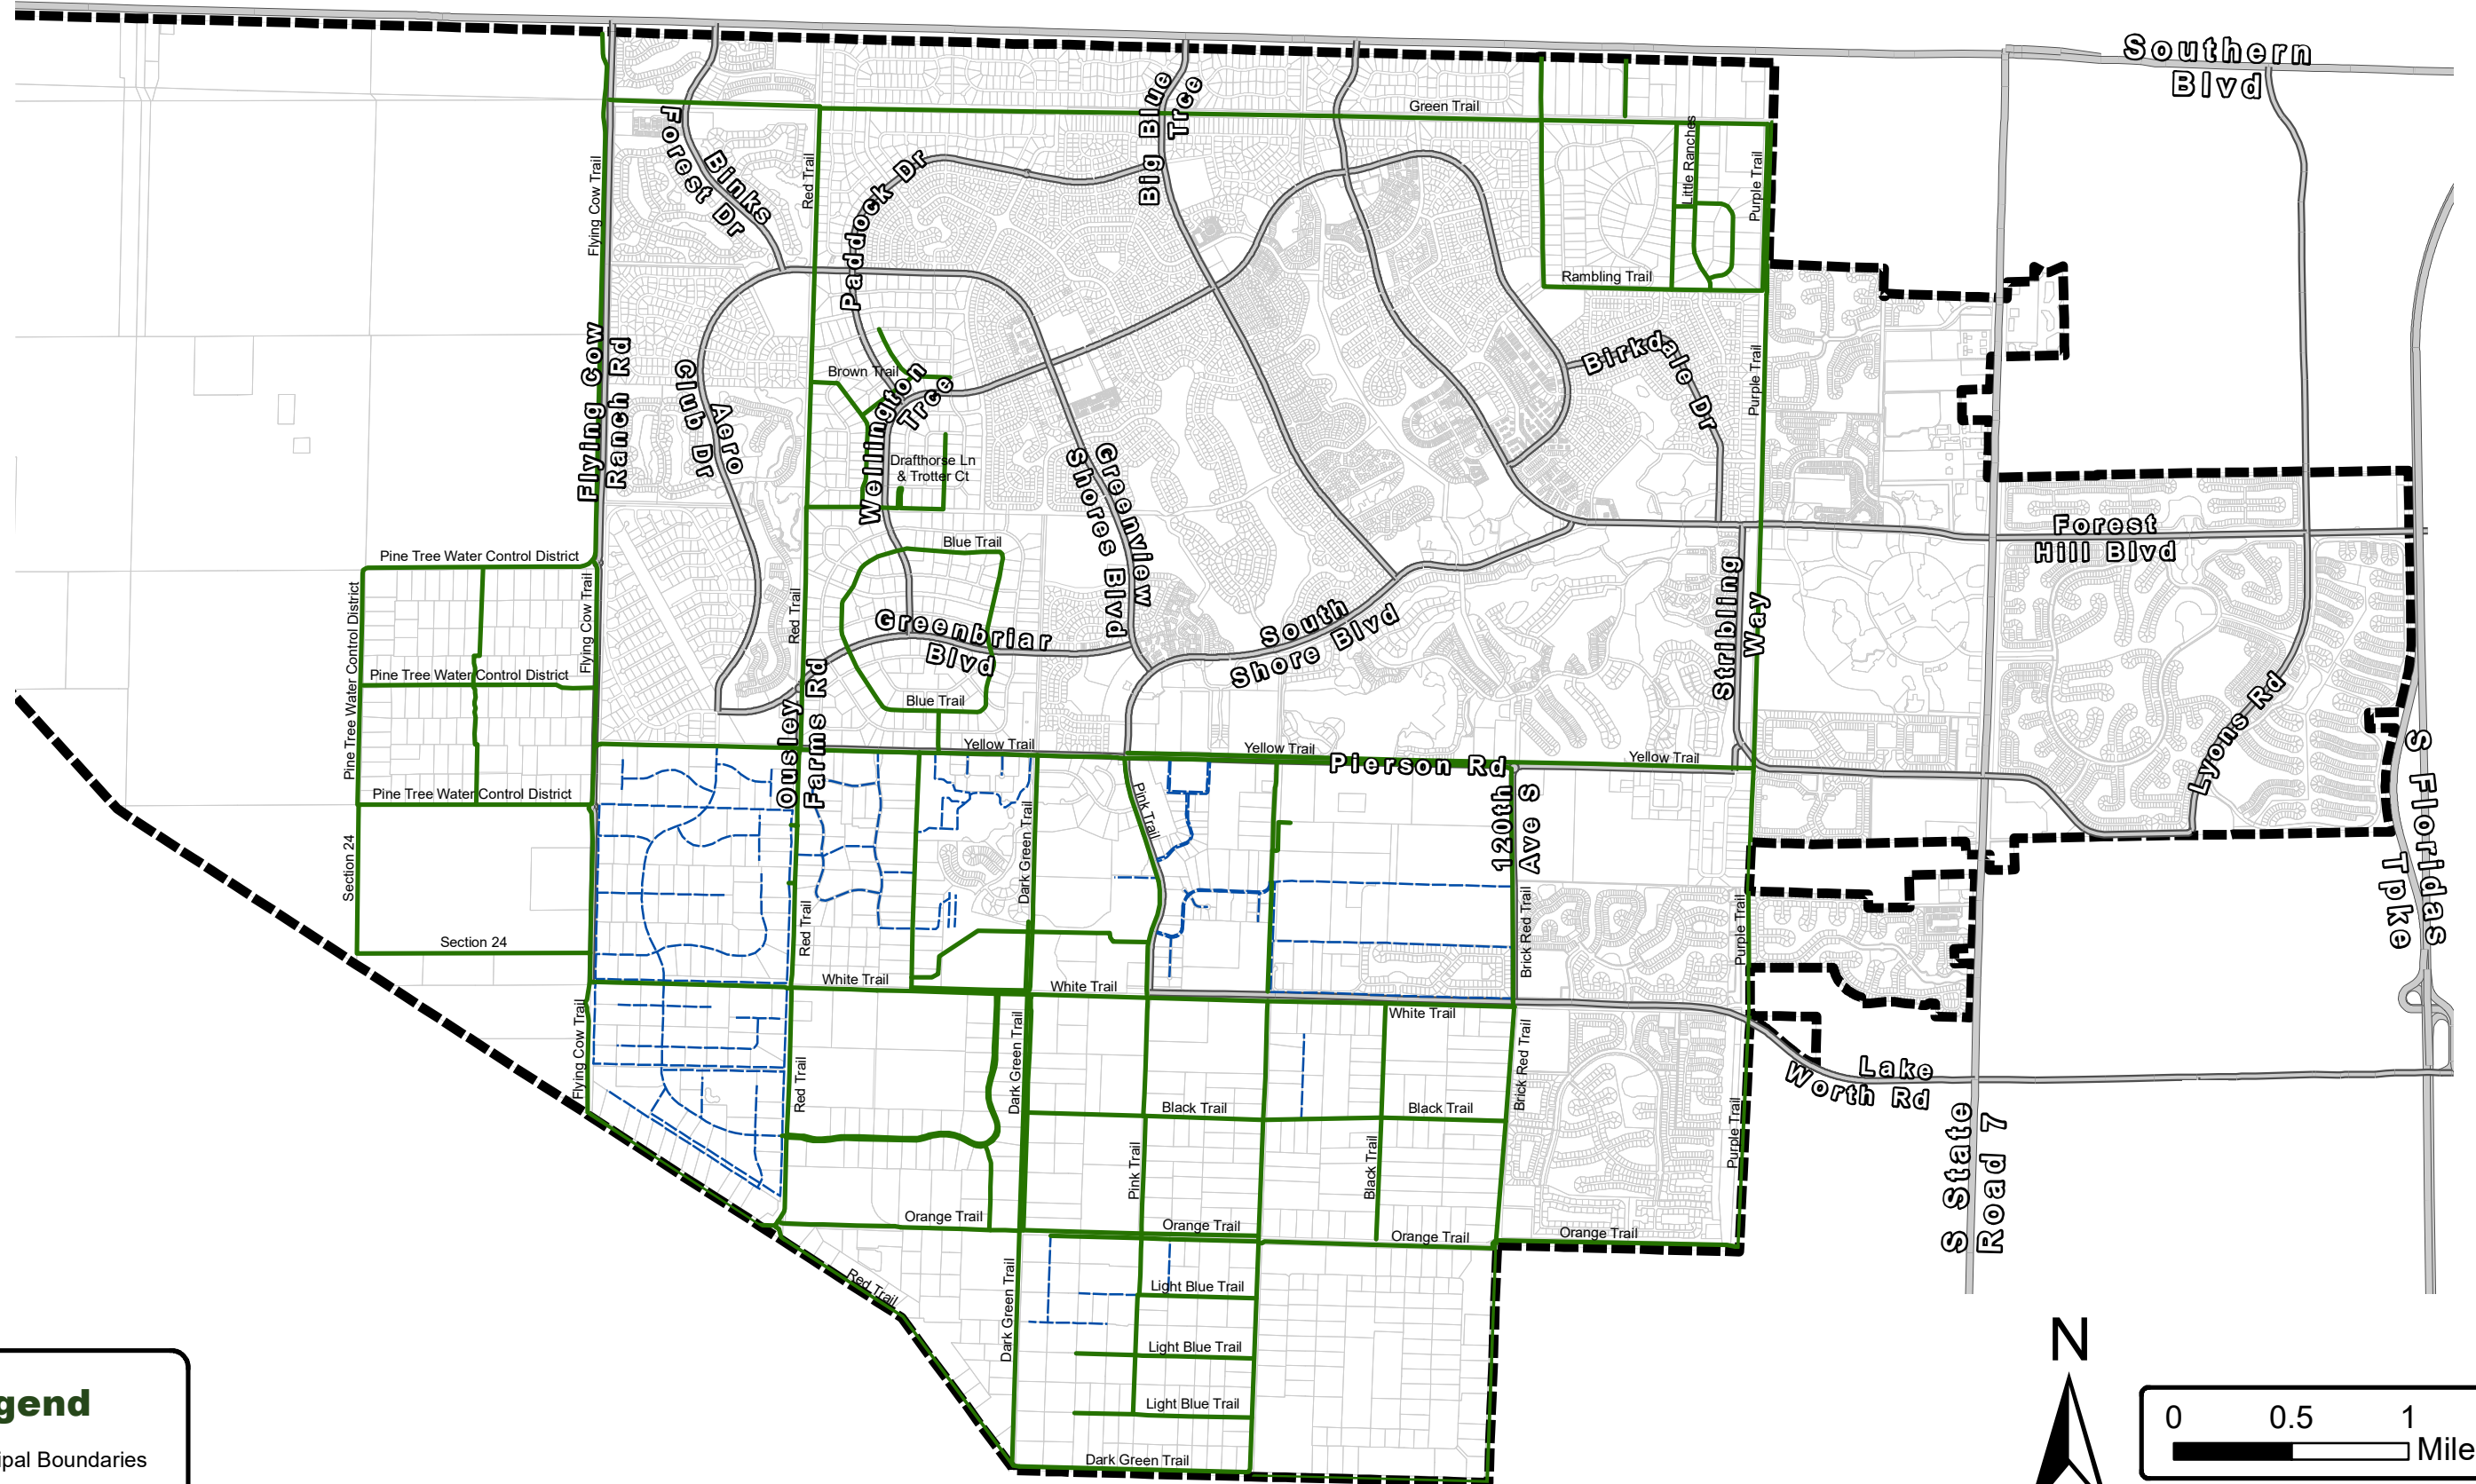 Southern
Blvd
Big Blue
Trce
Green Trail
Forest Dr
Binks
Flying Cow Trail
Red Trail
Paddock Dr
Little Ranches
Purple Trail
Rambling Trail
Flying Cow
Ranch Rd
Club Dr
Aero
Brown Trail
Wellington
Trce
Birkdale Dr
Purple Trail
Drafthorse Ln
& Trotter Ct
Greenview
Shores Blvd
Forest
Hill Blvd
Blue Trail
Pine Tree Water Control District
Pine Tree Water Control District
Flying Cow Trail
Red Trail
Greenbriar
Blvd
South
Shore Blvd
Stribling
Way
Pine Tree Water Control District
Blue Trail
Ousley
Farms Rd
Lyons Rd
Yellow Trail
Yellow Trail
Pierson Rd
Yellow Trail
S Floridas
Tpke
Pine Tree Water Control District
Pink Trail
120th
Ave S
Dark Green Trail
Section 24
Section 24
Red Trail
Brick Red Trail
Purple Trail
White Trail
White Trail
White Trail
Flying Cow Trail
Red Trail
Dark Green Trail
Brick Red Trail
Lake
Worth Rd
Black Trail
Black Trail
Pink Trail
Black Trail
Purple Trail
S State
Road 7
Orange Trail
Orange Trail
Orange Trail
Orange Trail
Red Trail
Dark Green Trail
Light Blue Trail
Light Blue Trail
Light Blue Trail
Dark Green Trail
N
0 0.5 1
Mile
gend
ipal Boundaries